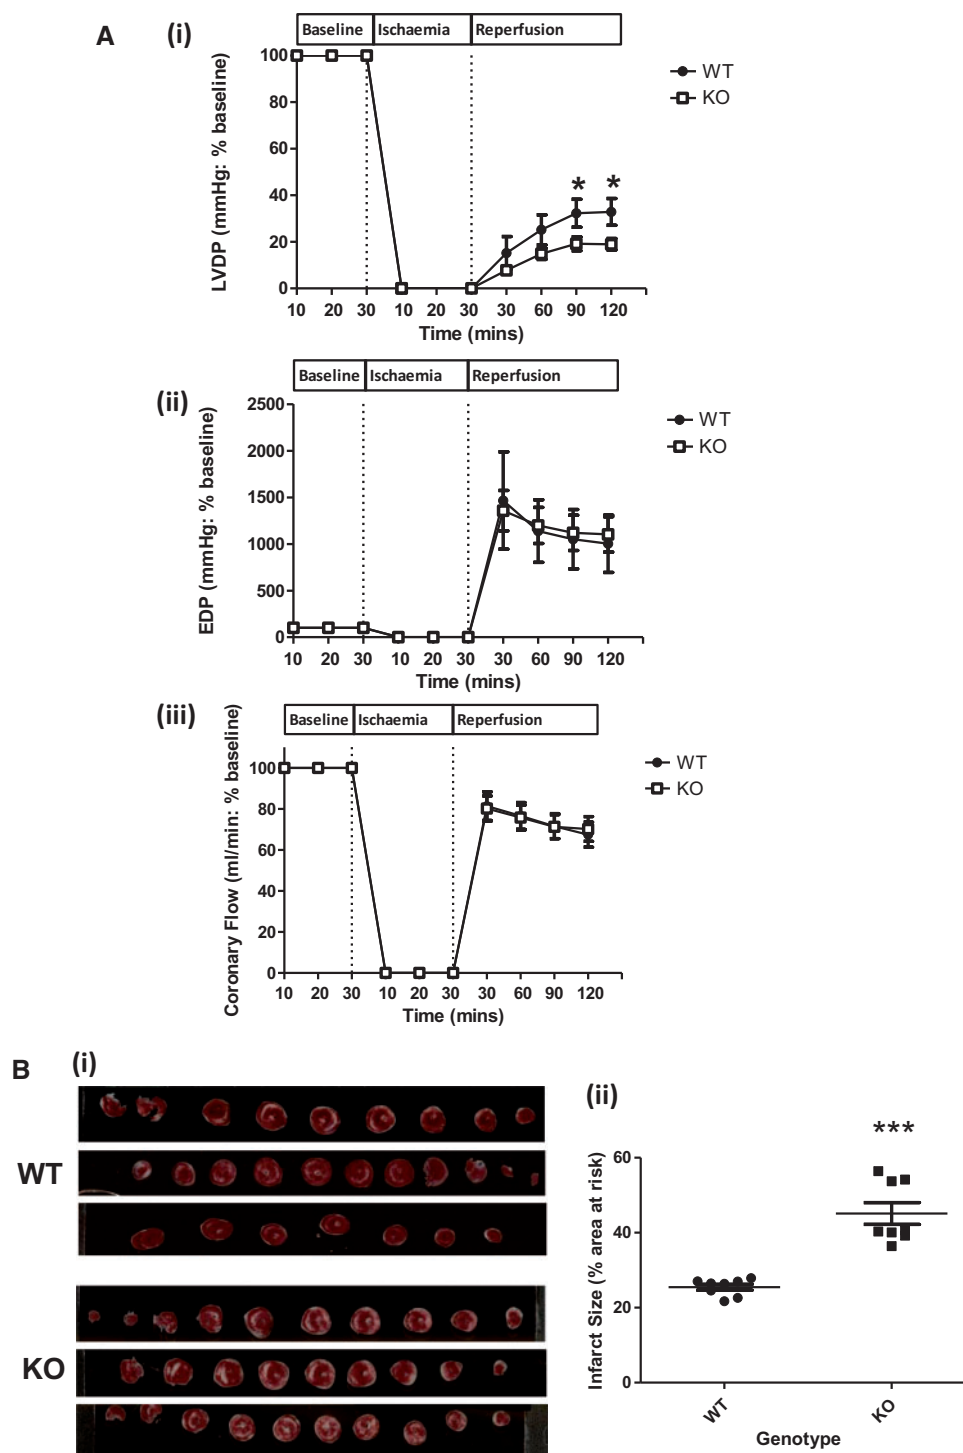 A
(i)
Baseline Ischaemia Reperfusion
LVDP (mmHg: % baseline)
100
80
60
40
20
0
* *
WT
KO
10 20 30 10 20 30 30 60 90 120
Time (mins)
(ii)
Baseline Ischaemia Reperfusion
EDP (mmHg: % baseline)
2500
2000
1500
1000
500
0
WT
KO
10 20 30 10 20 30 30 60 90 120
Time (mins)
(iii)
Baseline Ischaemia Reperfusion
Coronary Flow (ml/min: % baseline)
100
80
60
40
20
0
WT
KO
10 20 30 10 20 30 30 60 90 120
Time (mins)
B
(i)
WT
KO
(ii)
***
Infarct Size (% area at risk)
60
40
20
0
WT KO
Genotype